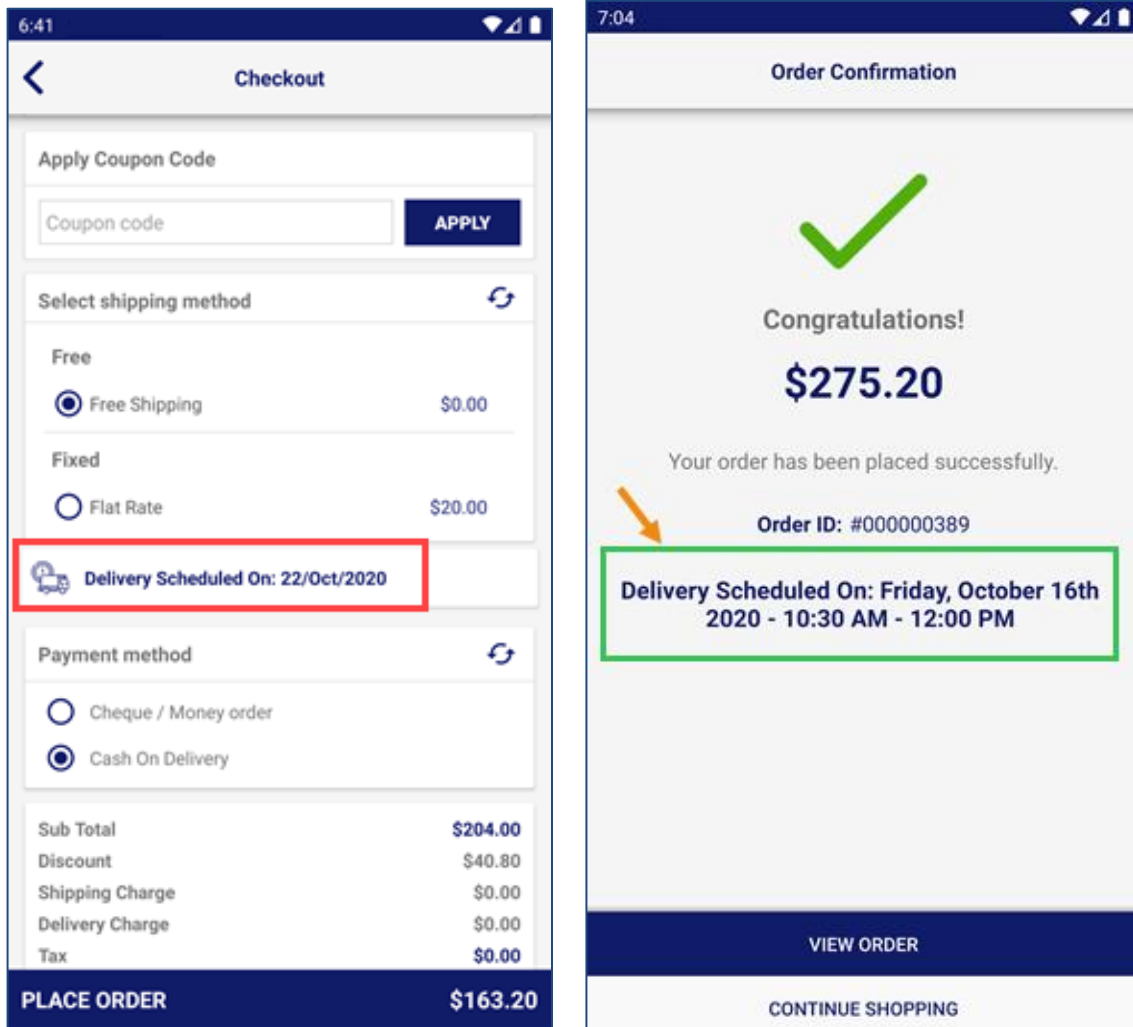 6:41
Checkout
Apply Coupon Code
Coupon code
APPLY
Select shipping method
Free
Free Shipping $0.00
Fixed
Flat Rate $20.00
Delivery Scheduled On: 22/Oct/2020
Payment method
Cheque / Money order
Cash On Delivery
Sub Total $204.00
Discount $40.80
Shipping Charge $0.00
Delivery Charge $0.00
Tax $0.00
PLACE ORDER $163.20
7:04
Order Confirmation
Congratulations!
$275.20
Your order has been placed successfully.
Order ID: #000000389
Delivery Scheduled On: Friday, October 16th
2020 - 10:30 AM - 12:00 PM
VIEW ORDER
CONTINUE SHOPPING